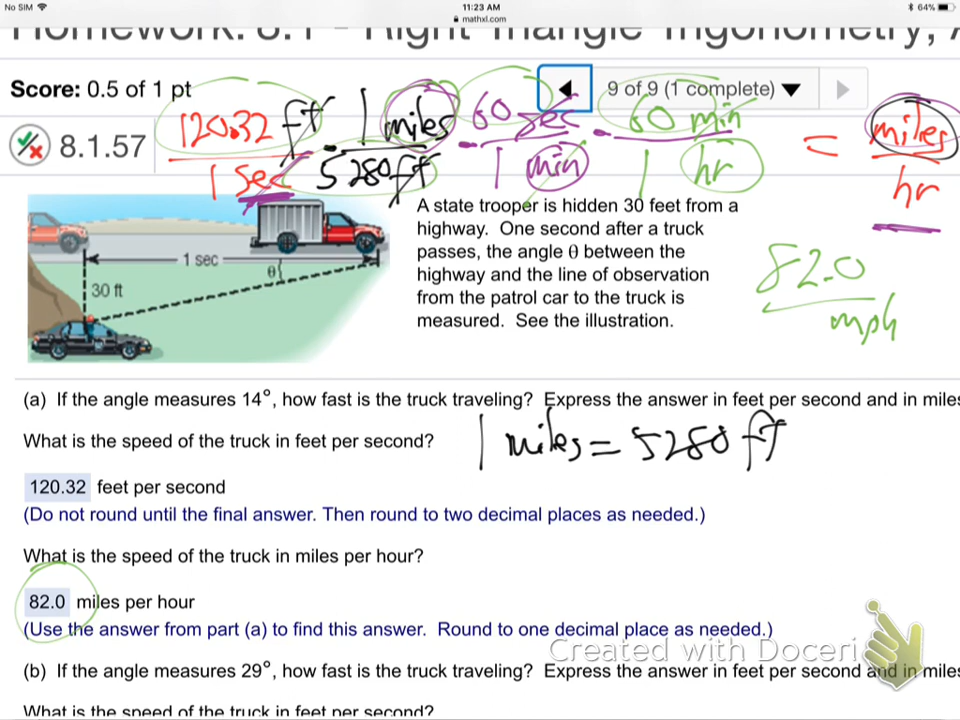 No SIM 11:23 AM 64%
mathxl.com
Homework: 8.1 - Right Triangle Trigonometry, A
Score: 0.5 of 1 pt 9 of 9 (1 complete)
8.1.57
120.32 ft · 1 miles · 60 sec · 60 min = miles
1 sec 5280ft 1 min 1 hr hr
A state trooper is hidden 30 feet from a
highway. One second after a truck
passes, the angle θ between the
highway and the line of observation
from the patrol car to the truck is
measured. See the illustration.
1 sec
θ
30 ft
82.0
mph
(a) If the angle measures 14°, how fast is the truck traveling? Express the answer in feet per second and in miles
What is the speed of the truck in feet per second?
1 miles = 5280 ft
120.32 feet per second
(Do not round until the final answer. Then round to two decimal places as needed.)
What is the speed of the truck in miles per hour?
82.0 miles per hour
(Use the answer from part (a) to find this answer. Round to one decimal place as needed.)
Created with Doceri
(b) If the angle measures 29°, how fast is the truck traveling? Express the answer in feet per second and in miles
What is the speed of the truck in feet per second?